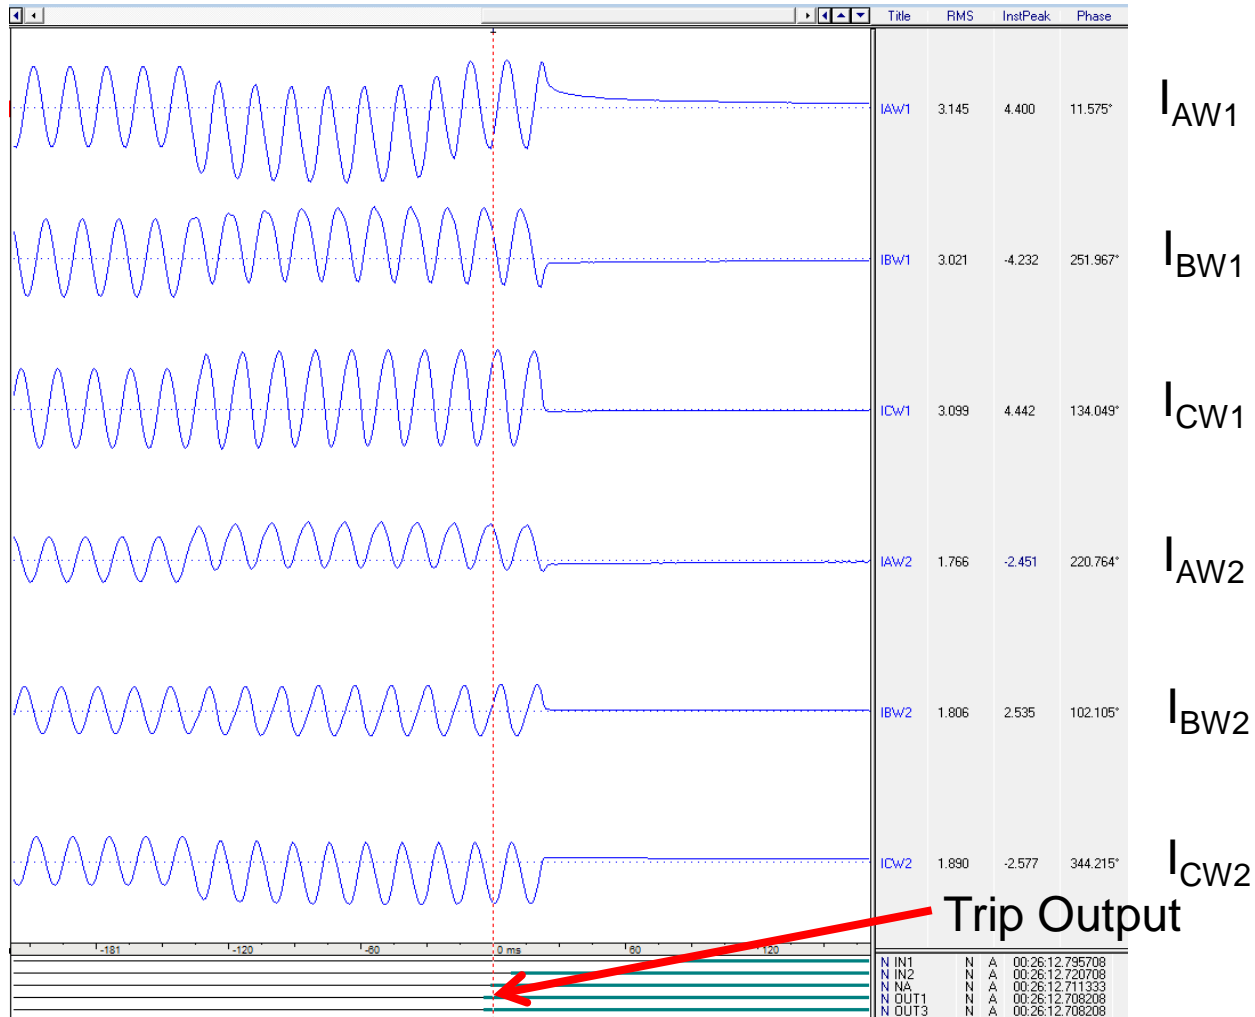 Title RMS InstPeak Phase
IAW1 3.145 4.400 11.575° IAW1
IBW1 3.021 -4.232 251.967° IBW1
ICW1 3.099 4.442 134.049° ICW1
IAW2 1.766 -2.451 220.764° IAW2
IBW2 1.806 2.535 102.105° IBW2
ICW2 1.890 -2.577 344.215° ICW2
Trip Output
-181 -120 -60 0 ms 60 120
N IN1 N A 00:26:12.795708
N IN2 N A 00:26:12.720708
N NA N A 00:26:12.711333
N OUT1 N A 00:26:12.708208
N OUT3 N A 00:26:12.708208